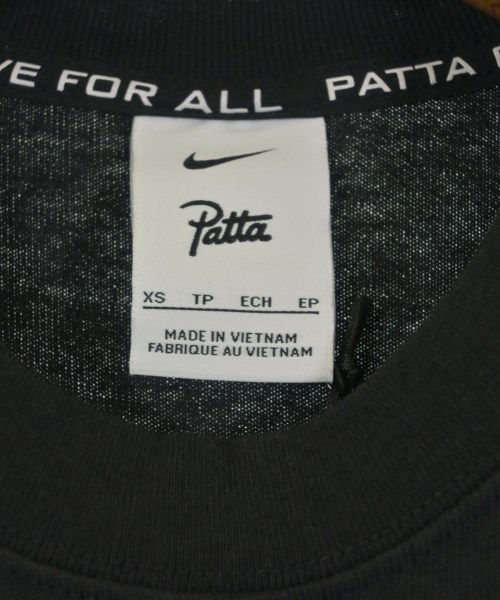 VE FOR ALL PATTA
Patta
XS TP ECH EP
MADE IN VIETNAM
FABRIQUE AU VIETNAM